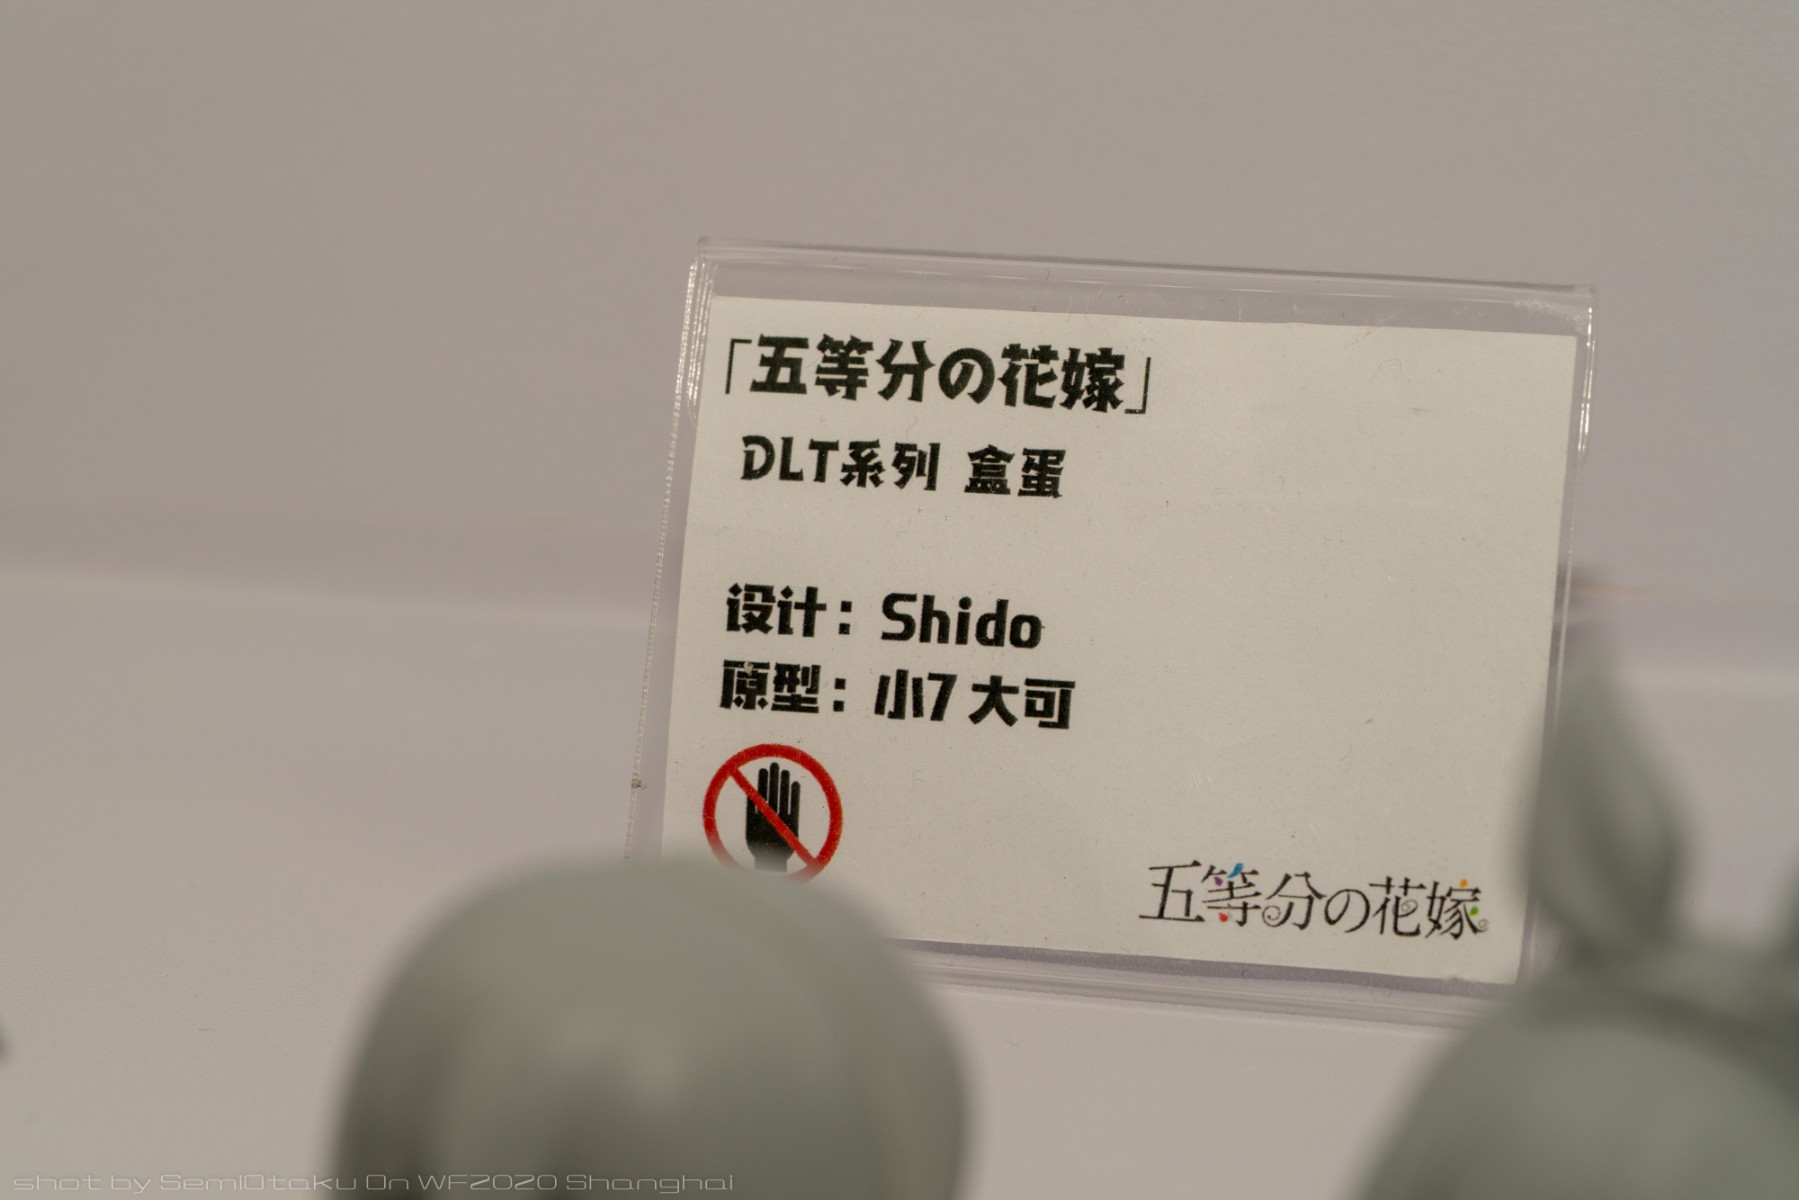 「五等分の花嫁」
DLT系列 盒蛋
设计：Shido
原型：小7 大可
五等分の花嫁
shot by SemiOtaku On WF2020 Shanghai